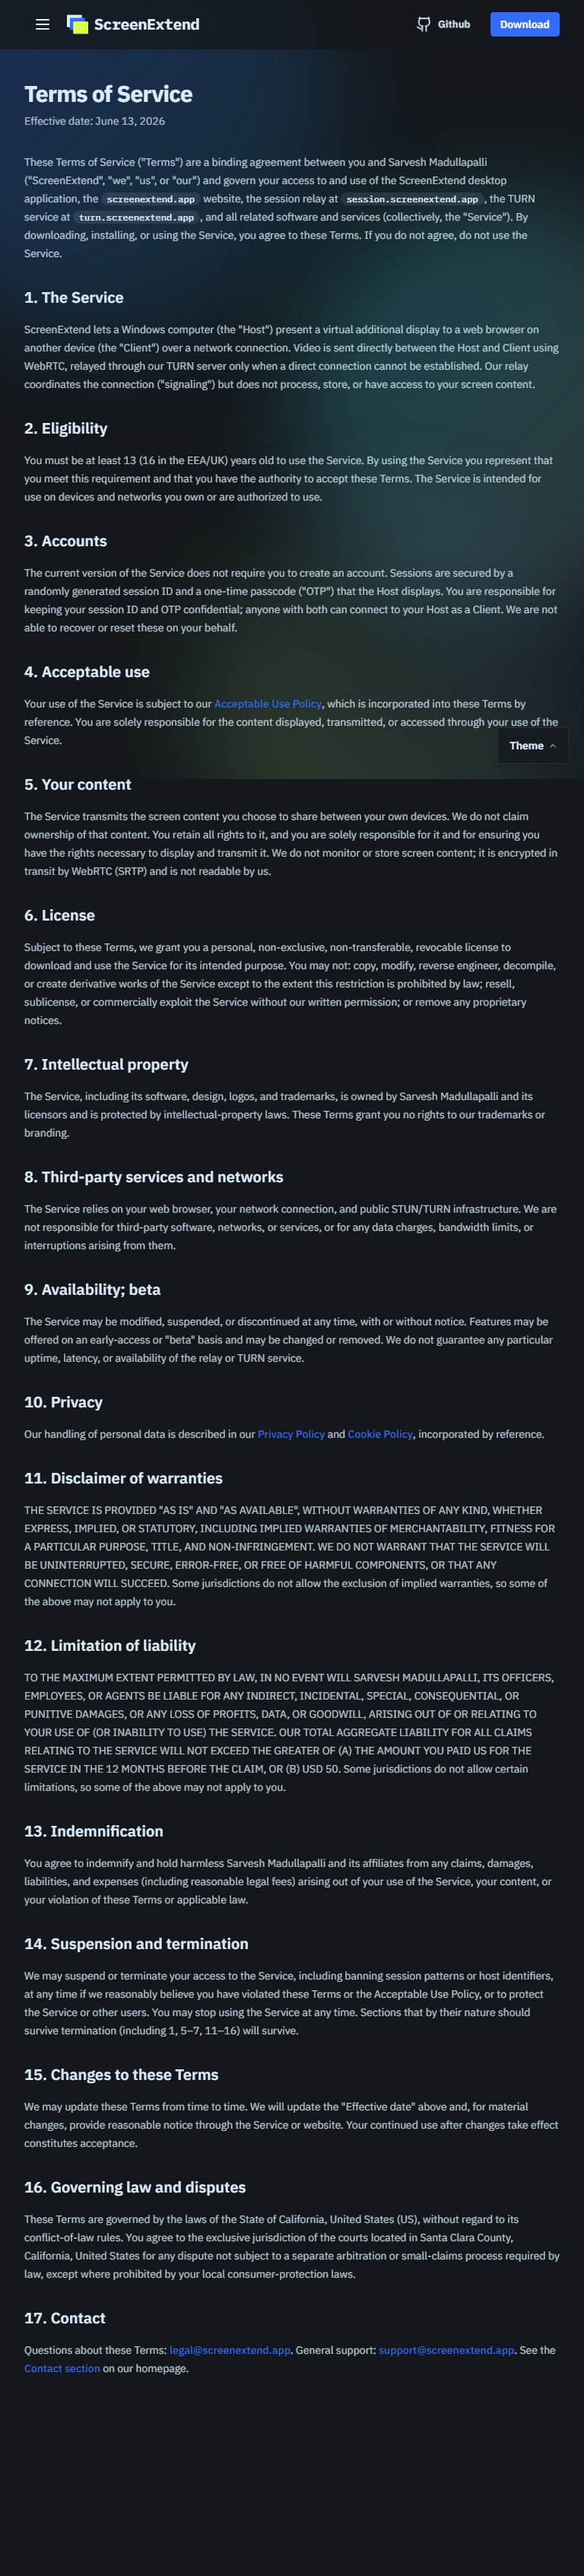 ScreenExtend
Github
Download
Terms of Service
Effective date: June 13, 2026
These Terms of Service ("Terms") are a binding agreement between you and Sarvesh Madullapalli
("ScreenExtend", "we", "us", or "our") and govern your access to and use of the ScreenExtend desktop
application, the screenextend.app website, the session relay at session.screenextend.app, the TURN
service at turn.screenextend.app, and all related software and services (collectively, the "Service"). By
downloading, installing, or using the Service, you agree to these Terms. If you do not agree, do not use the
Service.
1. The Service
ScreenExtend lets a Windows computer (the "Host") present a virtual additional display to a web browser on
another device (the "Client") over a network connection. Video is sent directly between the Host and Client using
WebRTC, relayed through our TURN server only when a direct connection cannot be established. Our relay
coordinates the connection ("signaling") but does not process, store, or have access to your screen content.
2. Eligibility
You must be at least 13 (16 in the EEA/UK) years old to use the Service. By using the Service you represent that
you meet this requirement and that you have the authority to accept these Terms. The Service is intended for
use on devices and networks you own or are authorized to use.
3. Accounts
The current version of the Service does not require you to create an account. Sessions are secured by a
randomly generated session ID and a one-time passcode ("OTP") that the Host displays. You are responsible for
keeping your session ID and OTP confidential; anyone with both can connect to your Host as a Client. We are not
able to recover or reset these on your behalf.
4. Acceptable use
Your use of the Service is subject to our Acceptable Use Policy, which is incorporated into these Terms by
reference. You are solely responsible for the content displayed, transmitted, or accessed through your use of the
Service.
Theme
5. Your content
The Service transmits the screen content you choose to share between your own devices. We do not claim
ownership of that content. You retain all rights to it, and you are solely responsible for it and for ensuring you
have the rights necessary to display and transmit it. We do not monitor or store screen content; it is encrypted in
transit by WebRTC (SRTP) and is not readable by us.
6. License
Subject to these Terms, we grant you a personal, non-exclusive, non-transferable, revocable license to
download and use the Service for its intended purpose. You may not: copy, modify, reverse engineer, decompile,
or create derivative works of the Service except to the extent this restriction is prohibited by law; resell,
sublicense, or commercially exploit the Service without our written permission; or remove any proprietary
notices.
7. Intellectual property
The Service, including its software, design, logos, and trademarks, is owned by Sarvesh Madullapalli and its
licensors and is protected by intellectual-property laws. These Terms grant you no rights to our trademarks or
branding.
8. Third-party services and networks
The Service relies on your web browser, your network connection, and public STUN/TURN infrastructure. We are
not responsible for third-party software, networks, or services, or for any data charges, bandwidth limits, or
interruptions arising from them.
9. Availability; beta
The Service may be modified, suspended, or discontinued at any time, with or without notice. Features may be
offered on an early-access or "beta" basis and may be changed or removed. We do not guarantee any particular
uptime, latency, or availability of the relay or TURN service.
10. Privacy
Our handling of personal data is described in our Privacy Policy and Cookie Policy, incorporated by reference.
11. Disclaimer of warranties
THE SERVICE IS PROVIDED "AS IS" AND "AS AVAILABLE", WITHOUT WARRANTIES OF ANY KIND, WHETHER
EXPRESS, IMPLIED, OR STATUTORY, INCLUDING IMPLIED WARRANTIES OF MERCHANTABILITY, FITNESS FOR
A PARTICULAR PURPOSE, TITLE, AND NON-INFRINGEMENT. WE DO NOT WARRANT THAT THE SERVICE WILL
BE UNINTERRUPTED, SECURE, ERROR-FREE, OR FREE OF HARMFUL COMPONENTS, OR THAT ANY
CONNECTION WILL SUCCEED. Some jurisdictions do not allow the exclusion of implied warranties, so some of
the above may not apply to you.
12. Limitation of liability
TO THE MAXIMUM EXTENT PERMITTED BY LAW, IN NO EVENT WILL SARVESH MADULLAPALLI, ITS OFFICERS,
EMPLOYEES, OR AGENTS BE LIABLE FOR ANY INDIRECT, INCIDENTAL, SPECIAL, CONSEQUENTIAL, OR
PUNITIVE DAMAGES, OR ANY LOSS OF PROFITS, DATA, OR GOODWILL, ARISING OUT OF OR RELATING TO
YOUR USE OF (OR INABILITY TO USE) THE SERVICE. OUR TOTAL AGGREGATE LIABILITY FOR ALL CLAIMS
RELATING TO THE SERVICE WILL NOT EXCEED THE GREATER OF (A) THE AMOUNT YOU PAID US FOR THE
SERVICE IN THE 12 MONTHS BEFORE THE CLAIM, OR (B) USD 50. Some jurisdictions do not allow certain
limitations, so some of the above may not apply to you.
13. Indemnification
You agree to indemnify and hold harmless Sarvesh Madullapalli and its affiliates from any claims, damages,
liabilities, and expenses (including reasonable legal fees) arising out of your use of the Service, your content, or
your violation of these Terms or applicable law.
14. Suspension and termination
We may suspend or terminate your access to the Service, including banning session patterns or host identifiers,
at any time if we reasonably believe you have violated these Terms or the Acceptable Use Policy, or to protect
the Service or other users. You may stop using the Service at any time. Sections that by their nature should
survive termination (including 1, 5–7, 11–16) will survive.
15. Changes to these Terms
We may update these Terms from time to time. We will update the "Effective date" above and, for material
changes, provide reasonable notice through the Service or website. Your continued use after changes take effect
constitutes acceptance.
16. Governing law and disputes
These Terms are governed by the laws of the State of California, United States (US), without regard to its
conflict-of-law rules. You agree to the exclusive jurisdiction of the courts located in Santa Clara County,
California, United States for any dispute not subject to a separate arbitration or small-claims process required by
law, except where prohibited by your local consumer-protection laws.
17. Contact
Questions about these Terms: legal@screenextend.app. General support: support@screenextend.app. See the
Contact section on our homepage.